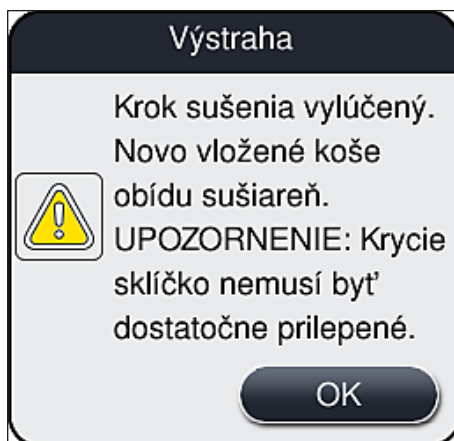 Výstraha
Krok sušenia vylúčený.
Novo vložené koše
obídu sušiareň.
UPOZORNENIE: Krycie
sklíčko nemusí byť
dostatočne prilepené.
OK